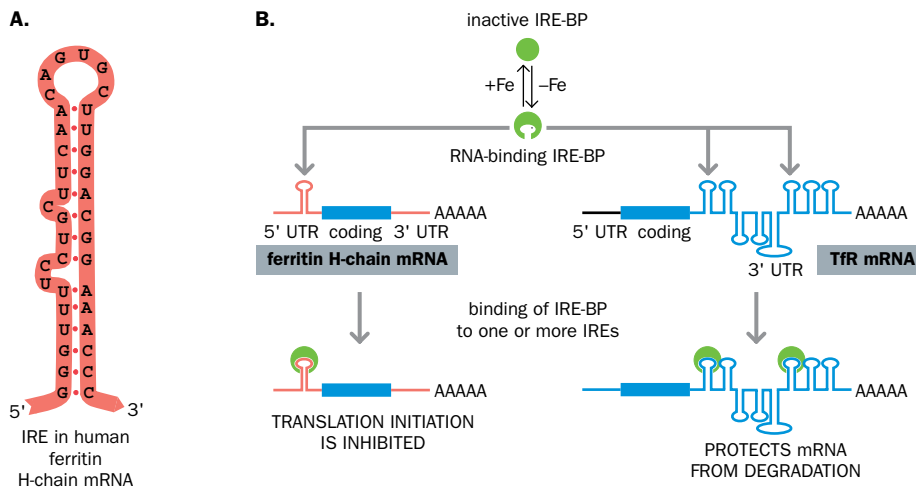 A.
GGGUUUUCCUGCUUCAACAGUGCUUGGACGGAAACCC
5' 3'
IRE in human
ferritin
H-chain mRNA
B.
inactive IRE-BP
+Fe –Fe
RNA-binding IRE-BP
AAAAA
5' UTR coding 3' UTR
ferritin H-chain mRNA
AAAAA
5' UTR coding
3' UTR
TfR mRNA
binding of IRE-BP
to one or more IREs
AAAAA
TRANSLATION INITIATION
IS INHIBITED
AAAAA
PROTECTS mRNA
FROM DEGRADATION